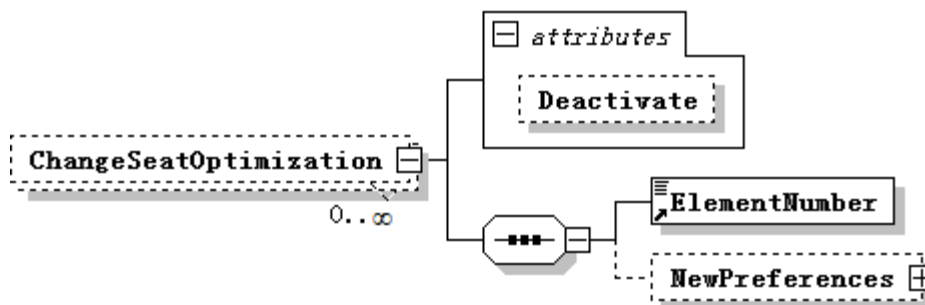 attributes
Deactivate
ChangeSeatOptimization
0..∞
ElementNumber
NewPreferences